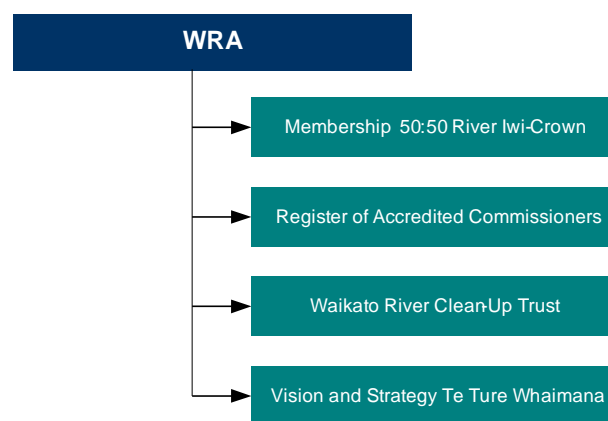 WRA
Membership 50:50 River Iwi-Crown
Register of Accredited Commissioners
Waikato River Clean-Up Trust
Vision and Strategy Te Ture Whaimana